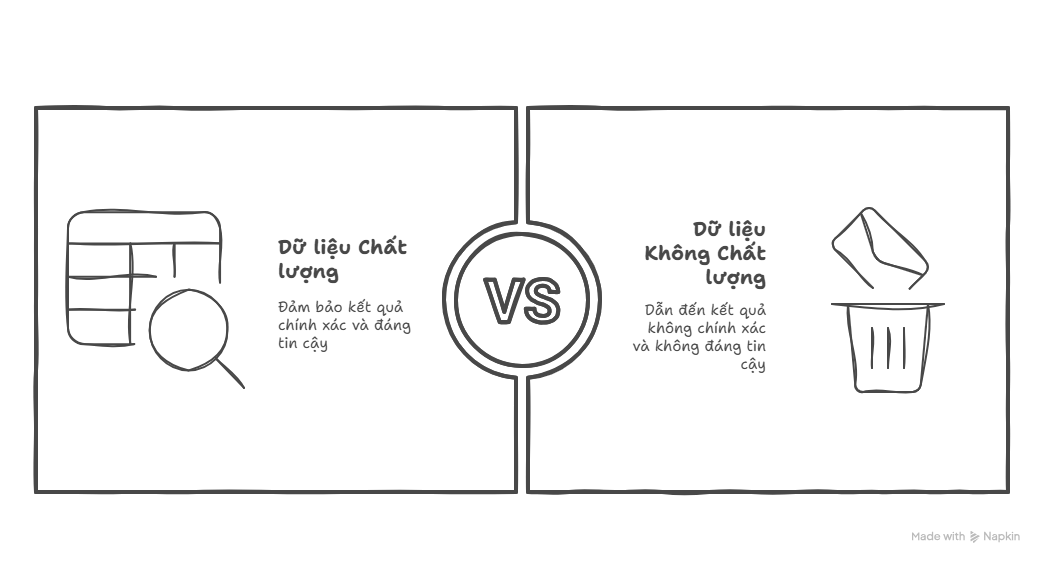 Dữ liệu Chất
lượng
Đảm bảo kết quả
chính xác và đáng
tin cậy
VS
Dữ liệu
Không Chất
lượng
Dẫn đến kết quả
không chính xác
và không đáng tin
cậy
Made with Napkin